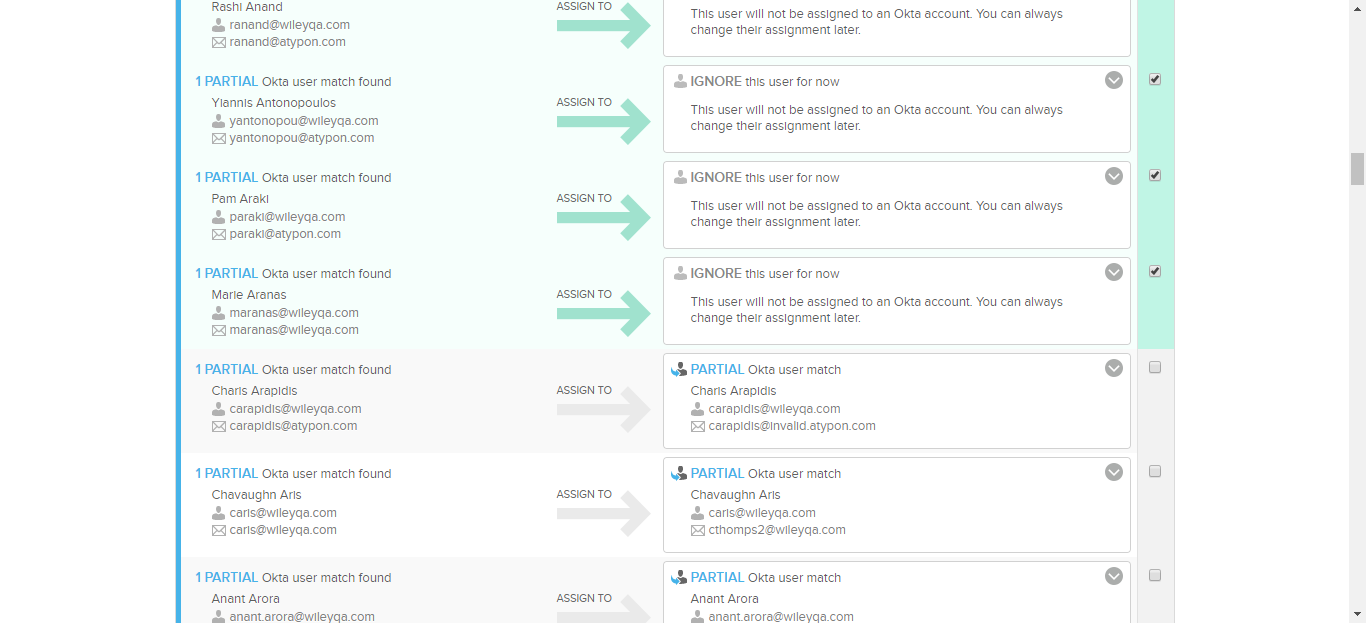 Rashi Anand
ranand@wileyqa.com
ranand@atypon.com
ASSIGN TO
This user will not be assigned to an Okta account. You can always
change their assignment later.
1 PARTIAL Okta user match found
Yiannis Antonopoulos
yantonopou@wileyqa.com
yantonopou@atypon.com
ASSIGN TO
IGNORE this user for now
This user will not be assigned to an Okta account. You can always
change their assignment later.
1 PARTIAL Okta user match found
Pam Araki
paraki@wileyqa.com
paraki@atypon.com
ASSIGN TO
IGNORE this user for now
This user will not be assigned to an Okta account. You can always
change their assignment later.
1 PARTIAL Okta user match found
Marie Aranas
maranas@wileyqa.com
maranas@wileyqa.com
ASSIGN TO
IGNORE this user for now
This user will not be assigned to an Okta account. You can always
change their assignment later.
1 PARTIAL Okta user match found
Charis Arapidis
carapidis@wileyqa.com
carapidis@atypon.com
ASSIGN TO
PARTIAL Okta user match
Charis Arapidis
carapidis@wileyqa.com
carapidis@invalid.atypon.com
1 PARTIAL Okta user match found
Chavaughn Aris
caris@wileyqa.com
caris@wileyqa.com
ASSIGN TO
PARTIAL Okta user match
Chavaughn Aris
caris@wileyqa.com
cthomps2@wileyqa.com
1 PARTIAL Okta user match found
Anant Arora
anant.arora@wileyqa.com
ASSIGN TO
PARTIAL Okta user match
Anant Arora
anant.arora@wileyqa.com